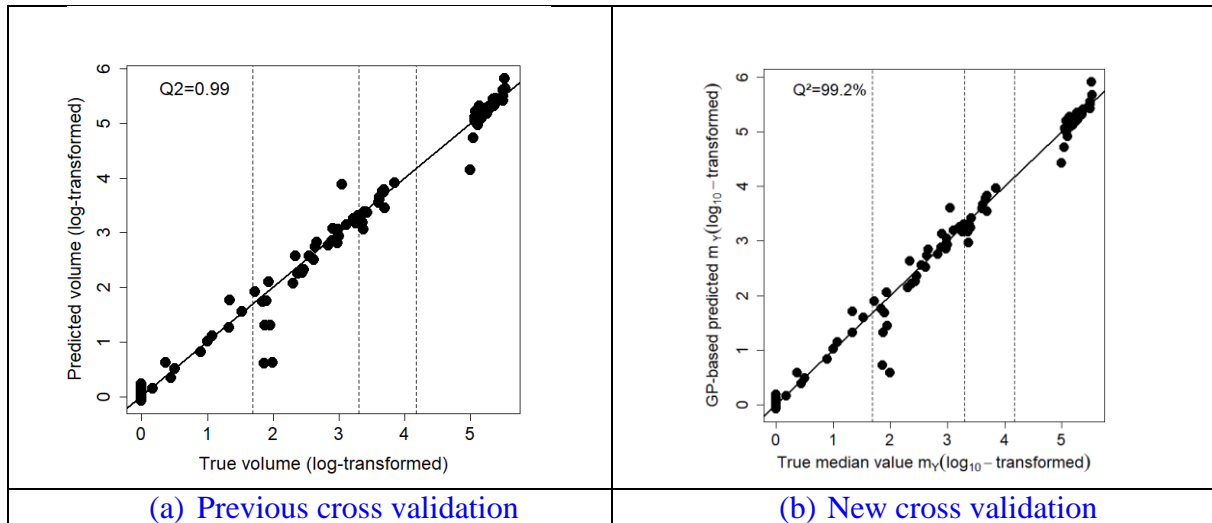 Q2=0.99
Predicted volume (log-transformed)
6
5
4
3
2
1
0
0 1 2 3 4 5
True volume (log-transformed)
(a) Previous cross validation
Q²=99.2%
GP-based predicted m Y(log10 − transformed)
6
5
4
3
2
1
0
0 1 2 3 4 5
True median value mY(log10 − transformed)
(b) New cross validation